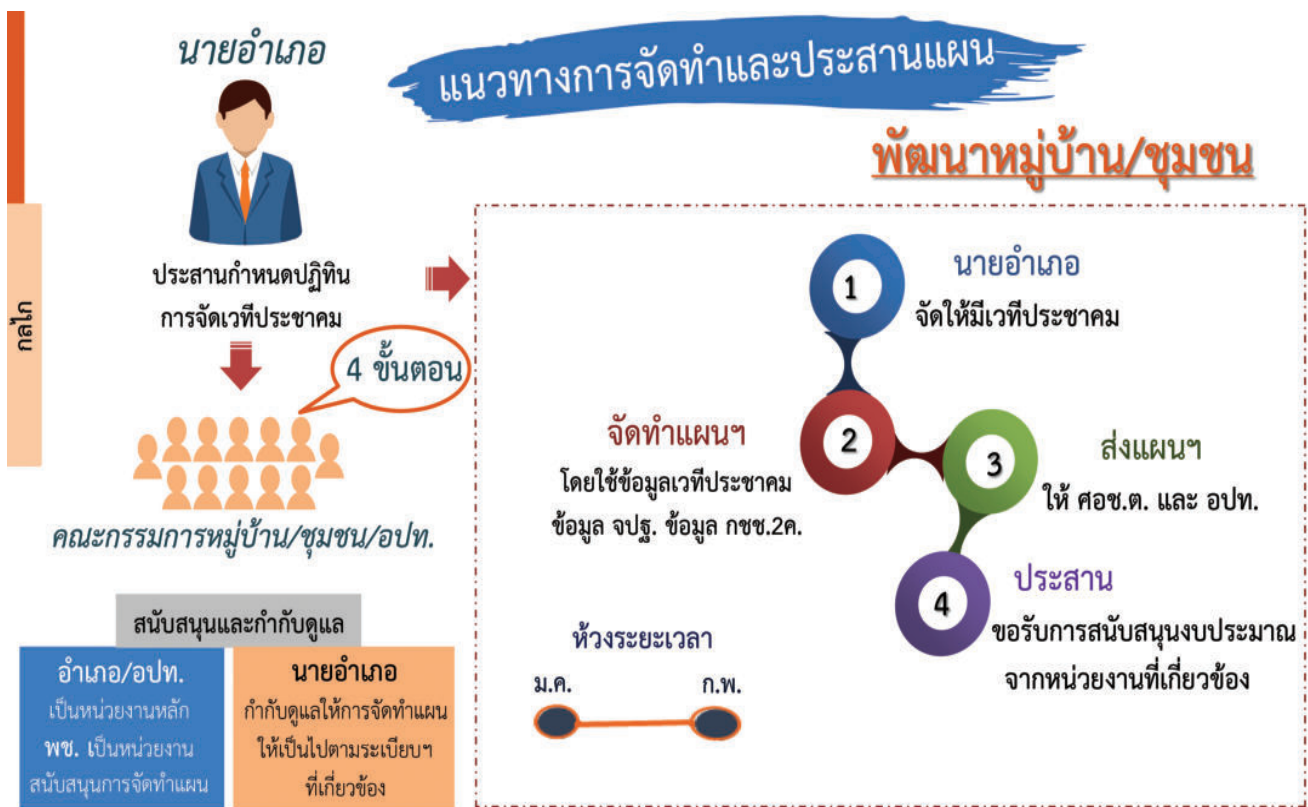 นายอำเภอ
แนวทางการจัดทำและประสานแผน
พัฒนาหมู่บ้าน/ชุมชน
กลไก
ประสานกำหนดปฏิทิน
การจัดเวทีประชาคม
4 ขั้นตอน
คณะกรรมการหมู่บ้าน/ชุมชน/อปท.
สนับสนุนและกำกับดูแล
อำเภอ/อปท.
เป็นหน่วยงานหลัก
พช. เป็นหน่วยงาน
สนับสนุนการจัดทำแผน
นายอำเภอ
กำกับดูแลให้การจัดทำแผน
ให้เป็นไปตามระเบียบฯ
ที่เกี่ยวข้อง
1
นายอำเภอ
จัดให้มีเวทีประชาคม
2
จัดทำแผนฯ
โดยใช้ข้อมูลเวทีประชาคม
ข้อมูล จปฐ. ข้อมูล กชช.2ค.
3
ส่งแผนฯ
ให้ ศอช.ต. และ อปท.
4
ประสาน
ขอรับการสนับสนุนงบประมาณ
จากหน่วยงานที่เกี่ยวข้อง
ห้วงระยะเวลา
ม.ค. ก.พ.